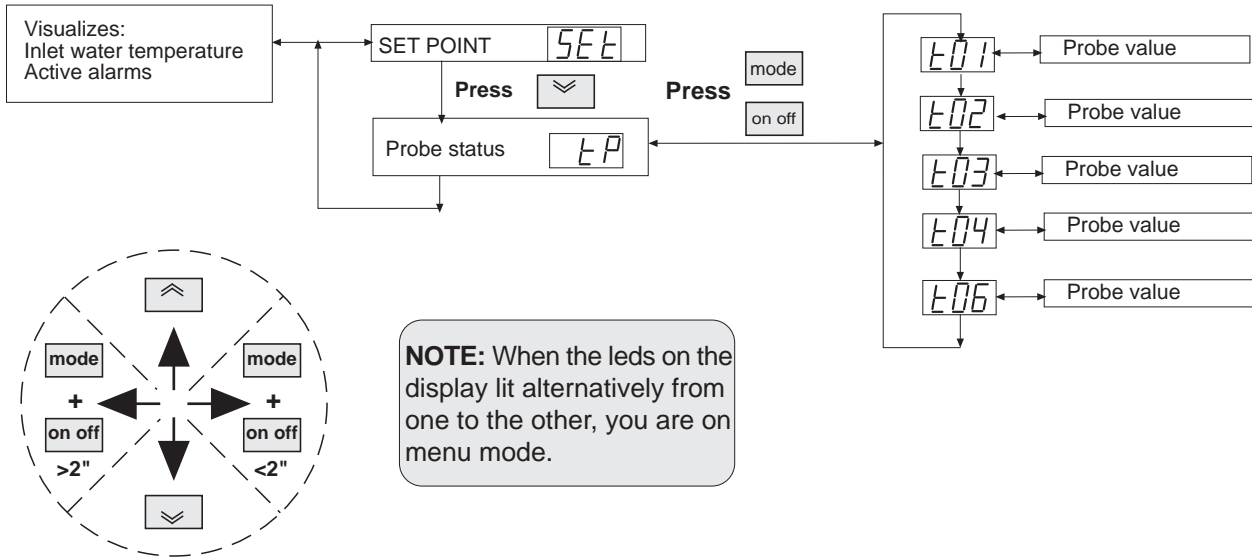 Visualizes:
Inlet water temperature
Active alarms
SET POINT SEt
Press
Probe status tP
Press
mode
on off
t01 Probe value
t02 Probe value
t03 Probe value
t04 Probe value
t06 Probe value
mode
+
on off
>2"
mode
+
on off
<2"
NOTE: When the leds on the
display lit alternatively from
one to the other, you are on
menu mode.